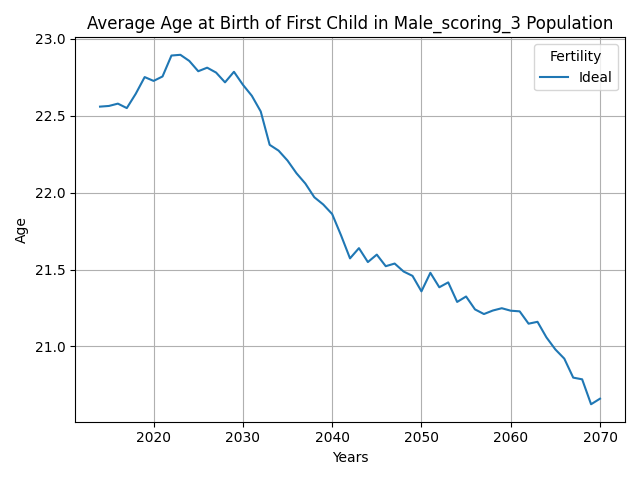 Average Age at Birth of First Child in Male_scoring_3 Population
Fertility
Ideal
23.0
22.5
22.0
21.5
21.0
Age
2020 2030 2040 2050 2060 2070
Years